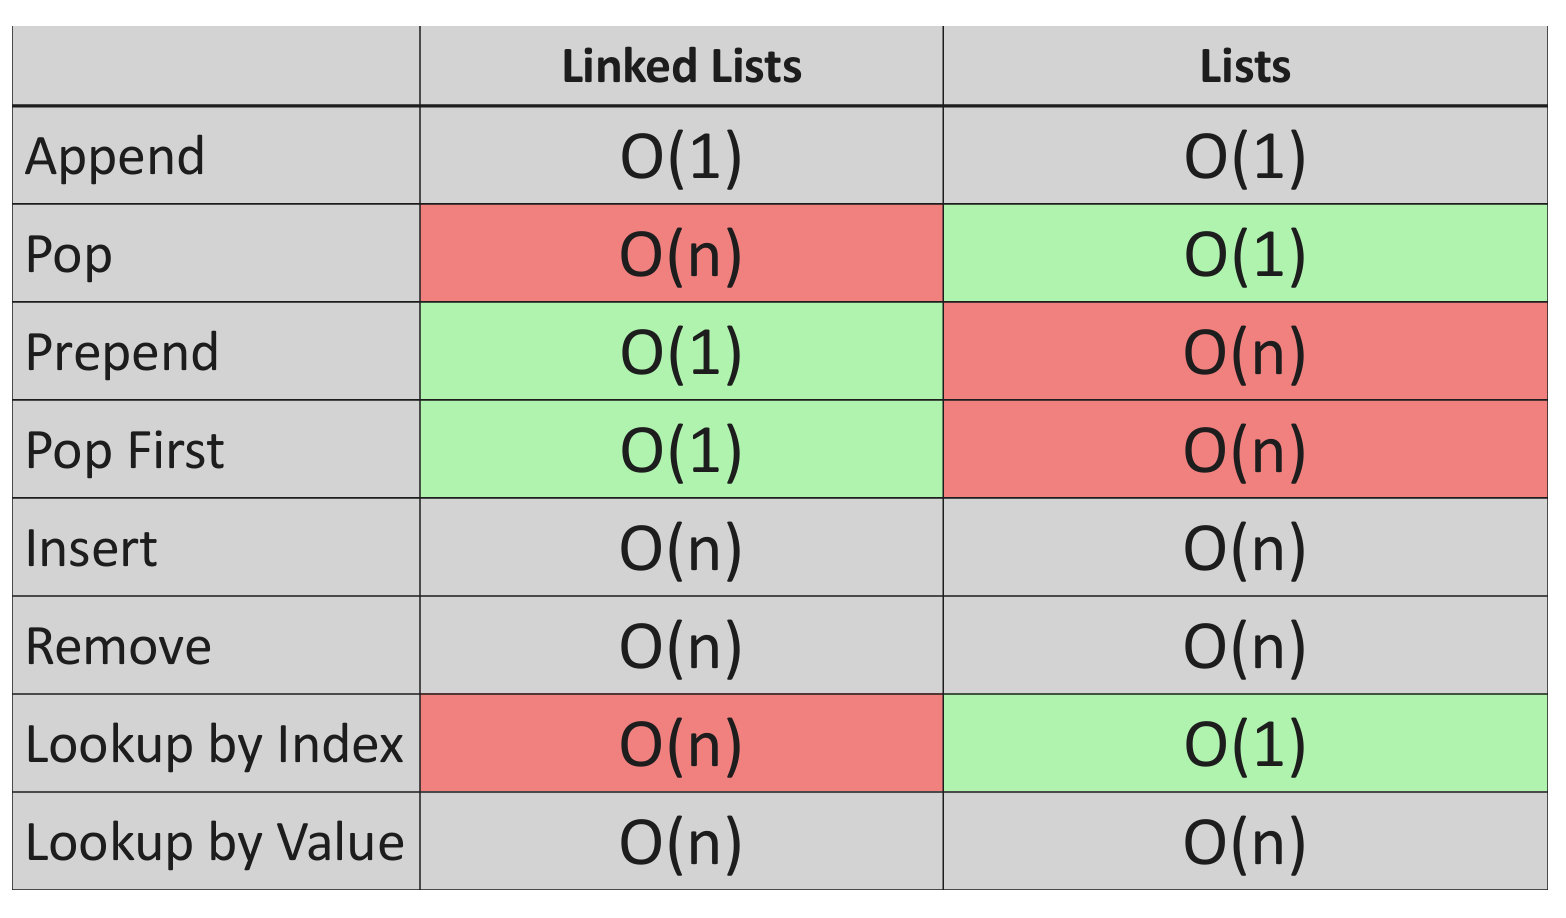 Linked Lists Lists
Append O(1) O(1)
Pop O(n) O(1)
Prepend O(1) O(n)
Pop First O(1) O(n)
Insert O(n) O(n)
Remove O(n) O(n)
Lookup by Index O(n) O(1)
Lookup by Value O(n) O(n)